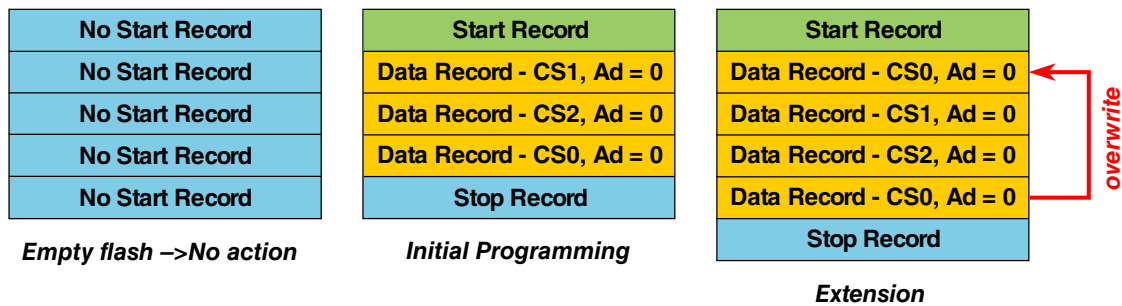 No Start Record
No Start Record
No Start Record
No Start Record
No Start Record
Empty flash –>No action
Start Record
Data Record - CS1, Ad = 0
Data Record - CS2, Ad = 0
Data Record - CS0, Ad = 0
Stop Record
Initial Programming
Start Record
Data Record - CS0, Ad = 0
Data Record - CS1, Ad = 0
Data Record - CS2, Ad = 0
Data Record - CS0, Ad = 0
Stop Record
overwrite
Extension